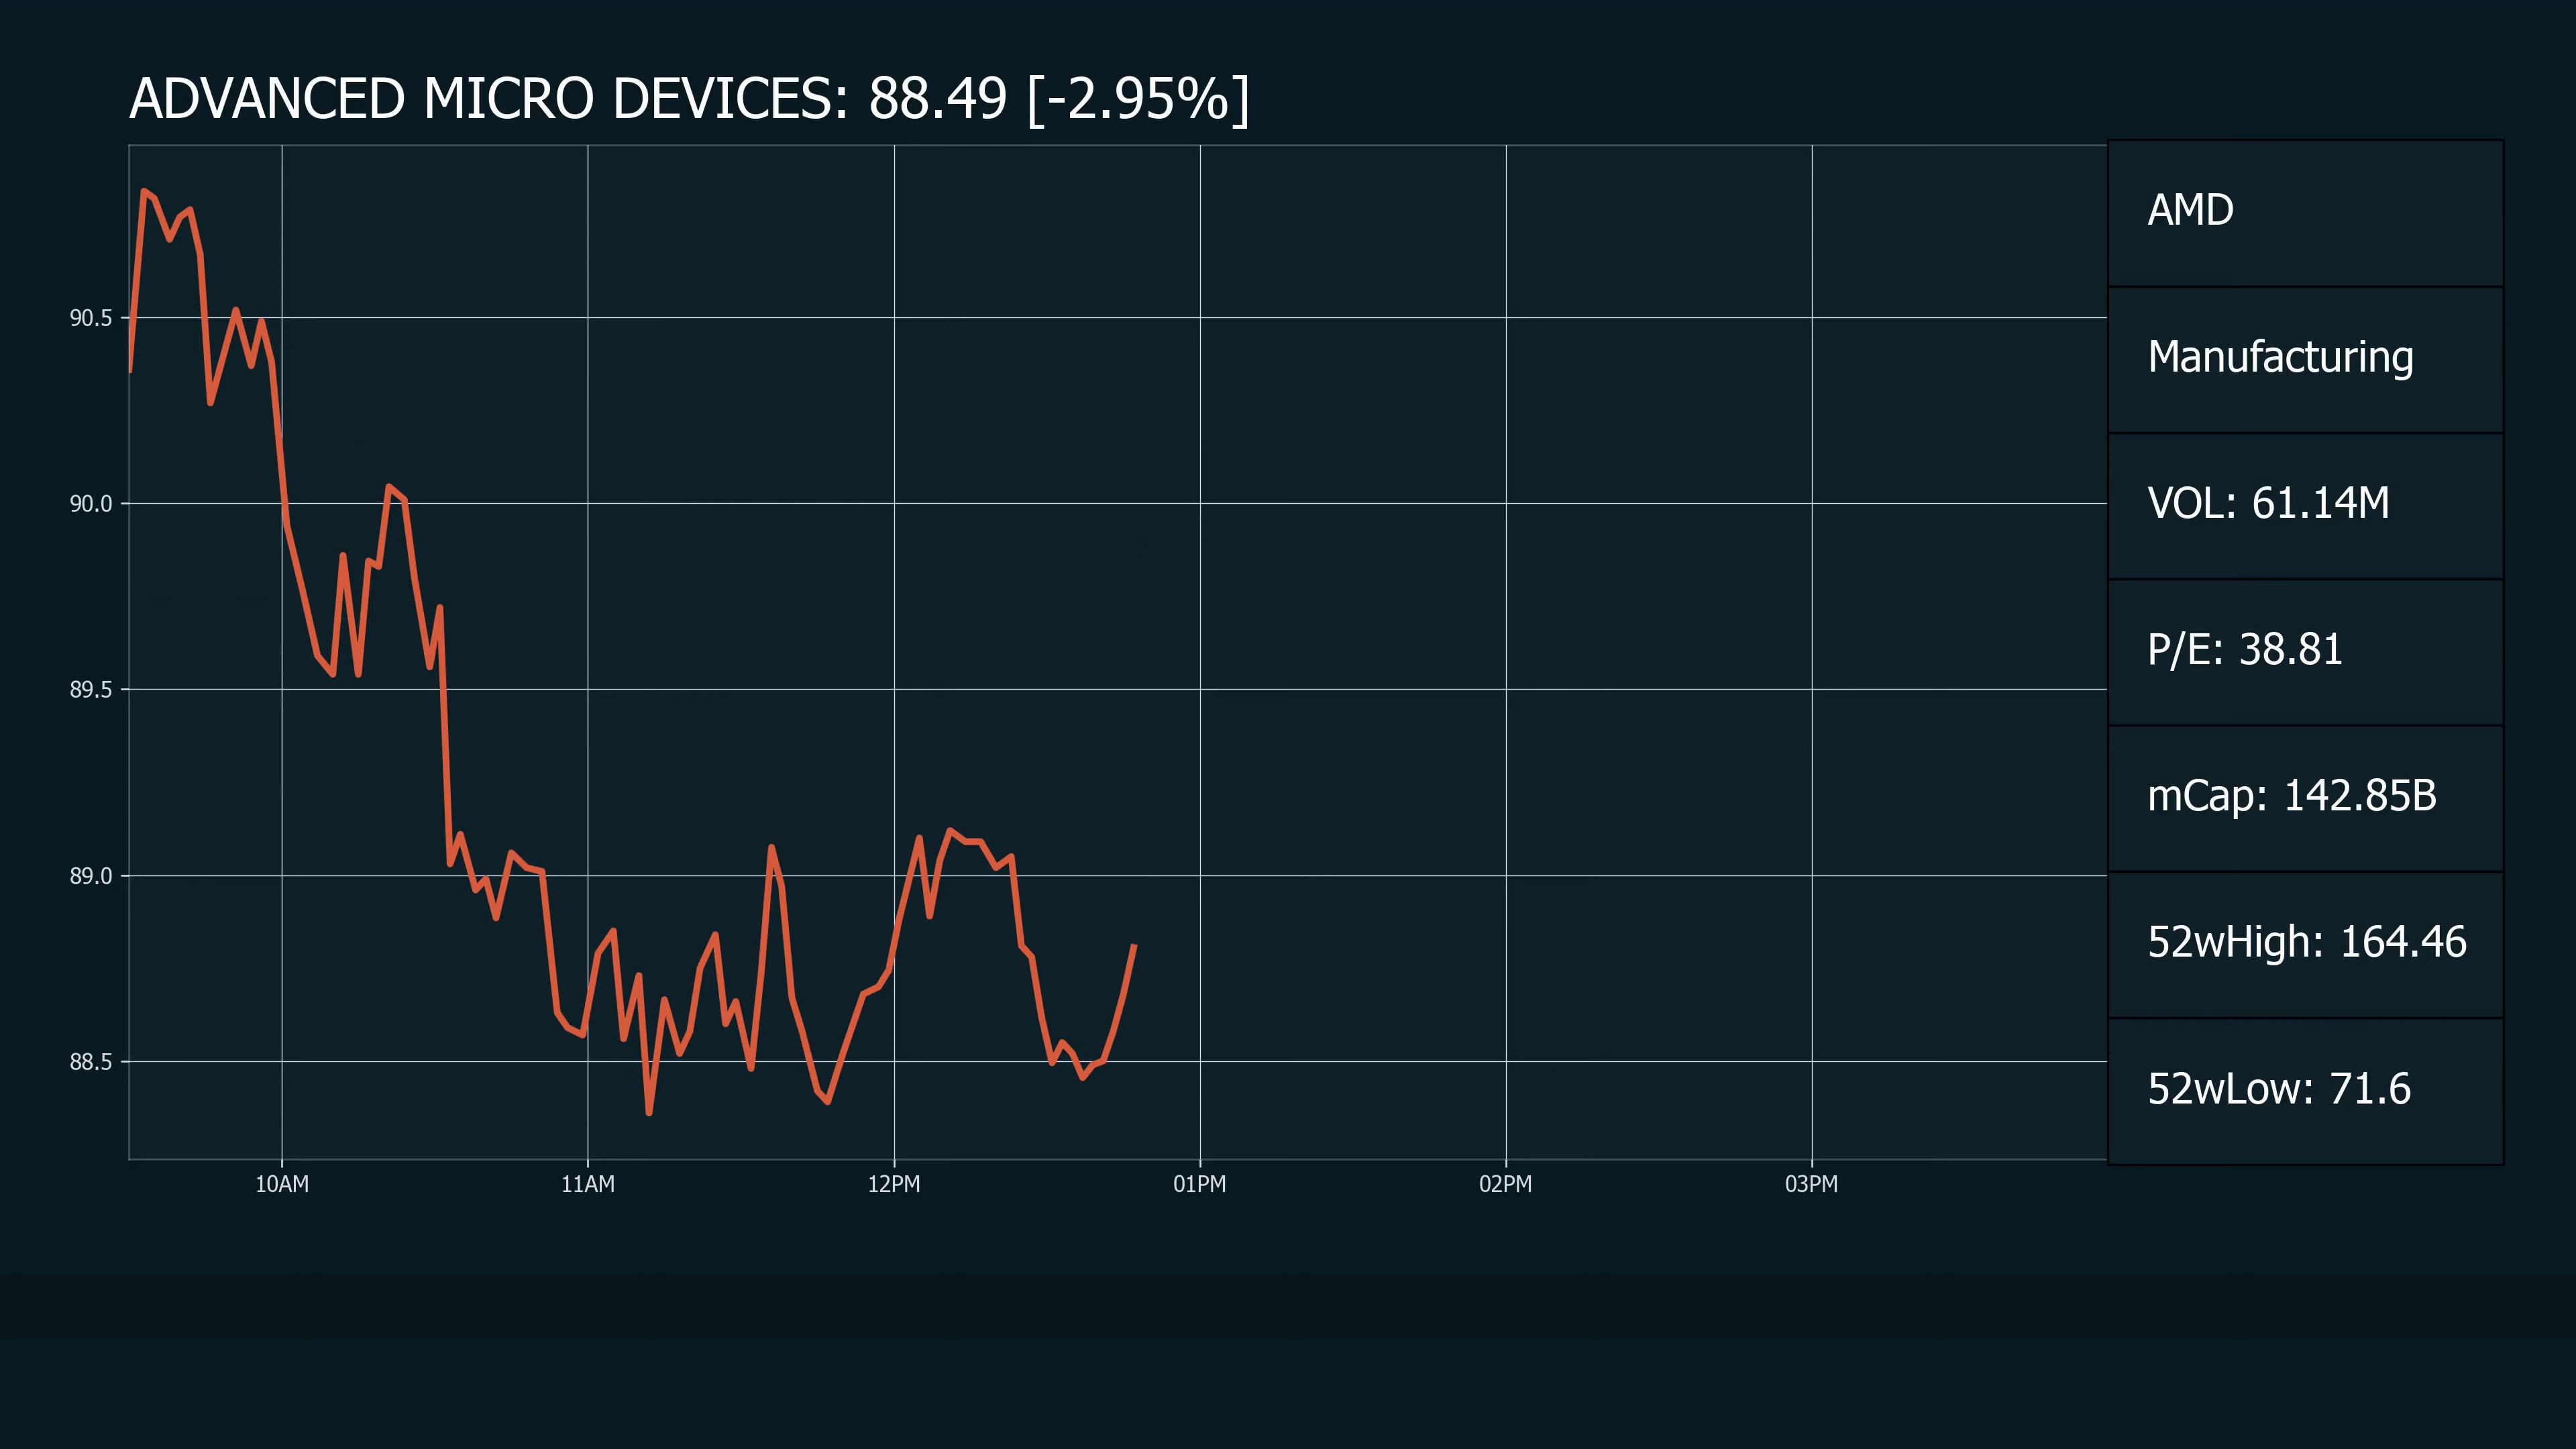 ADVANCED MICRO DEVICES: 88.49 [-2.95%]
90.5
90.0
89.5
89.0
88.5
10AM 11AM 12PM 01PM 02PM 03PM
AMD
Manufacturing
VOL: 61.14M
P/E: 38.81
mCap: 142.85B
52wHigh: 164.46
52wLow: 71.6